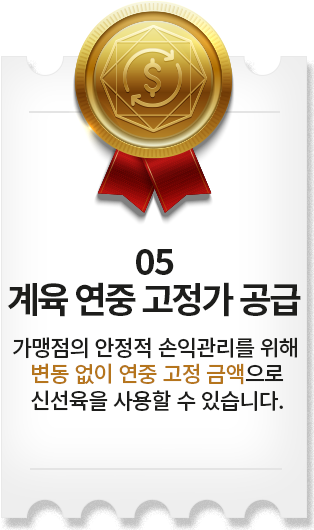 05
계육 연중 고정가 공급
가맹점의 안정적 손익관리를 위해
변동 없이 연중 고정 금액으로
신선육을 사용할 수 있습니다.